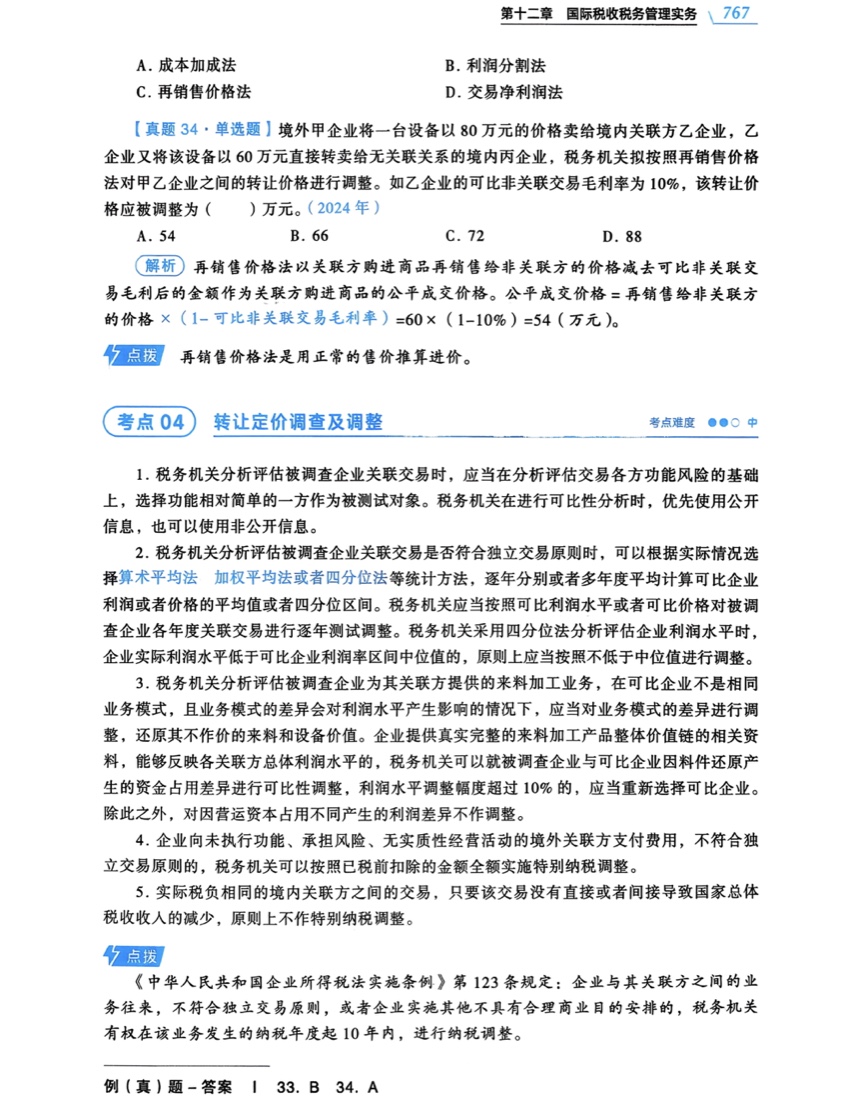 第十二章 国际税收税务管理实务 767
A. 成本加成法 B. 利润分割法
C. 再销售价格法 D. 交易净利润法
【真题 34·单选题】境外甲企业将一台设备以 80 万元的价格卖给境内关联方乙企业，乙
企业又将该设备以 60 万元直接转卖给无关联关系的境内丙企业，税务机关拟按照再销售价格
法对甲乙企业之间的转让价格进行调整。如乙企业的可比非关联交易毛利率为 10%，该转让价
格应被调整为（ ）万元。（2024 年）
A. 54 B. 66 C. 72 D. 88
解析 再销售价格法以关联方购进商品再销售给非关联方的价格减去可比非关联交
易毛利后的金额作为关联方购进商品的公平成交价格。公平成交价格 = 再销售给非关联方
的价格 ×（1- 可比非关联交易毛利率）=60×（1-10%）=54（万元）。
点拨 再销售价格法是用正常的售价推算进价。
考点 04 转让定价调查及调整 考点难度 中
1. 税务机关分析评估被调查企业关联交易时，应当在分析评估交易各方功能风险的基础
上，选择功能相对简单的一方作为被测试对象。税务机关在进行可比性分析时，优先使用公开
信息，也可以使用非公开信息。
2. 税务机关分析评估被调查企业关联交易是否符合独立交易原则时，可以根据实际情况选
择算术平均法 加权平均法或者四分位法等统计方法，逐年分别或者多年度平均计算可比企业
利润或者价格的平均值或者四分位区间。税务机关应当按照可比利润水平或者可比价格对被调
查企业各年度关联交易进行逐年测试调整。税务机关采用四分位法分析评估企业利润水平时，
企业实际利润水平低于可比企业利润率区间中位值的，原则上应当按照不低于中位值进行调整。
3. 税务机关分析评估被调查企业为其关联方提供的来料加工业务，在可比企业不是相同
业务模式，且业务模式的差异会对利润水平产生影响的情况下，应当对业务模式的差异进行调
整，还原其不作价的来料和设备价值。企业提供真实完整的来料加工产品整体价值链的相关资
料，能够反映各关联方总体利润水平的，税务机关可以就被调查企业与可比企业因料件还原产
生的资金占用差异进行可比性调整，利润水平调整幅度超过 10% 的，应当重新选择可比企业。
除此之外，对因营运资本占用不同产生的利润差异不作调整。
4. 企业向未执行功能、承担风险、无实质性经营活动的境外关联方支付费用，不符合独
立交易原则的，税务机关可以按照已税前扣除的金额全额实施特别纳税调整。
5. 实际税负相同的境内关联方之间的交易，只要该交易没有直接或者间接导致国家总体
税收收入的减少，原则上不作特别纳税调整。
点拨
《中华人民共和国企业所得税法实施条例》第 123 条规定：企业与其关联方之间的业
务往来，不符合独立交易原则，或者企业实施其他不具有合理商业目的安排的，税务机关
有权在该业务发生的纳税年度起 10 年内，进行纳税调整。
例（真）题－答案 | 33. B 34. A